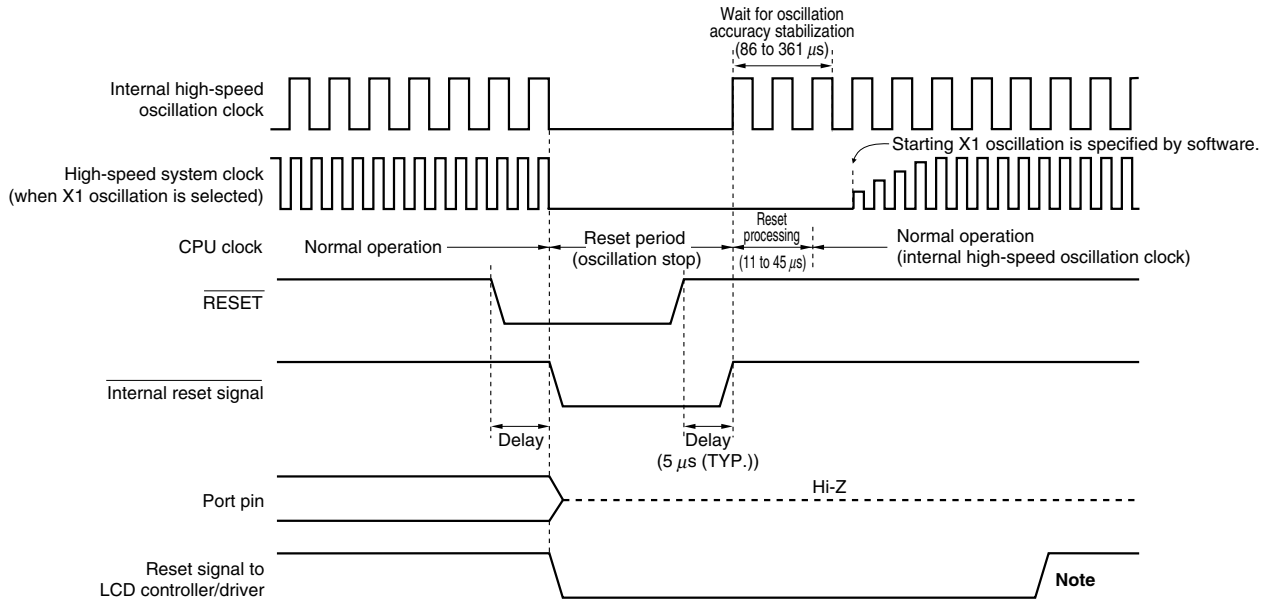 Wait for oscillation
accuracy stabilization
(86 to 361 μs)
Internal high-speed
oscillation clock
Starting X1 oscillation is specified by software.
High-speed system clock
(when X1 oscillation is selected)
CPU clock
Normal operation
Reset period
(oscillation stop)
Reset
processing
(11 to 45 μs)
Normal operation
(internal high-speed oscillation clock)
RESET
Internal reset signal
Delay
Delay
(5 μs (TYP.))
Port pin
Hi-Z
Reset signal to
LCD controller/driver
Note